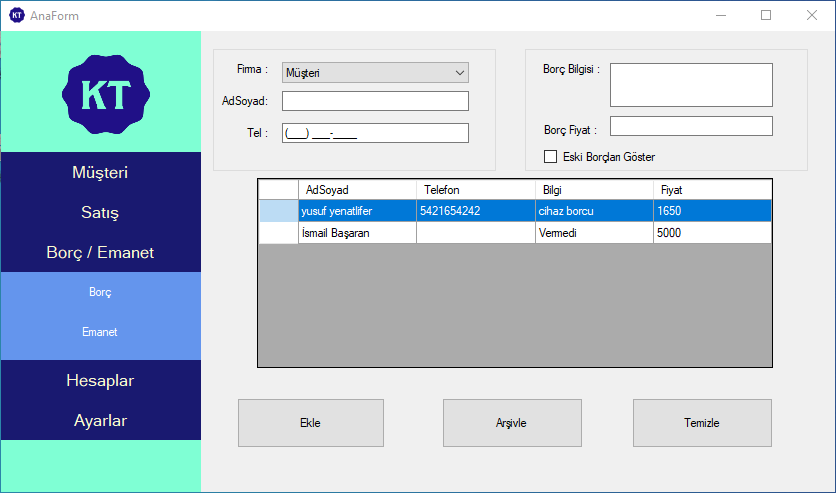 KT AnaForm
KT
Müşteri
Satış
Borç / Emanet
Borç
Emanet
Hesaplar
Ayarlar
Firma :
Müşteri
AdSoyad:
Tel :
(___) ___-____
Borç Bilgisi :
Borç Fiyat :
Eski Borçları Göster
AdSoyad Telefon Bilgi Fiyat
yusuf yenatlifer 5421654242 cihaz borcu 1650
İsmail Başaran Vermedi 5000
Ekle Arşivle Temizle